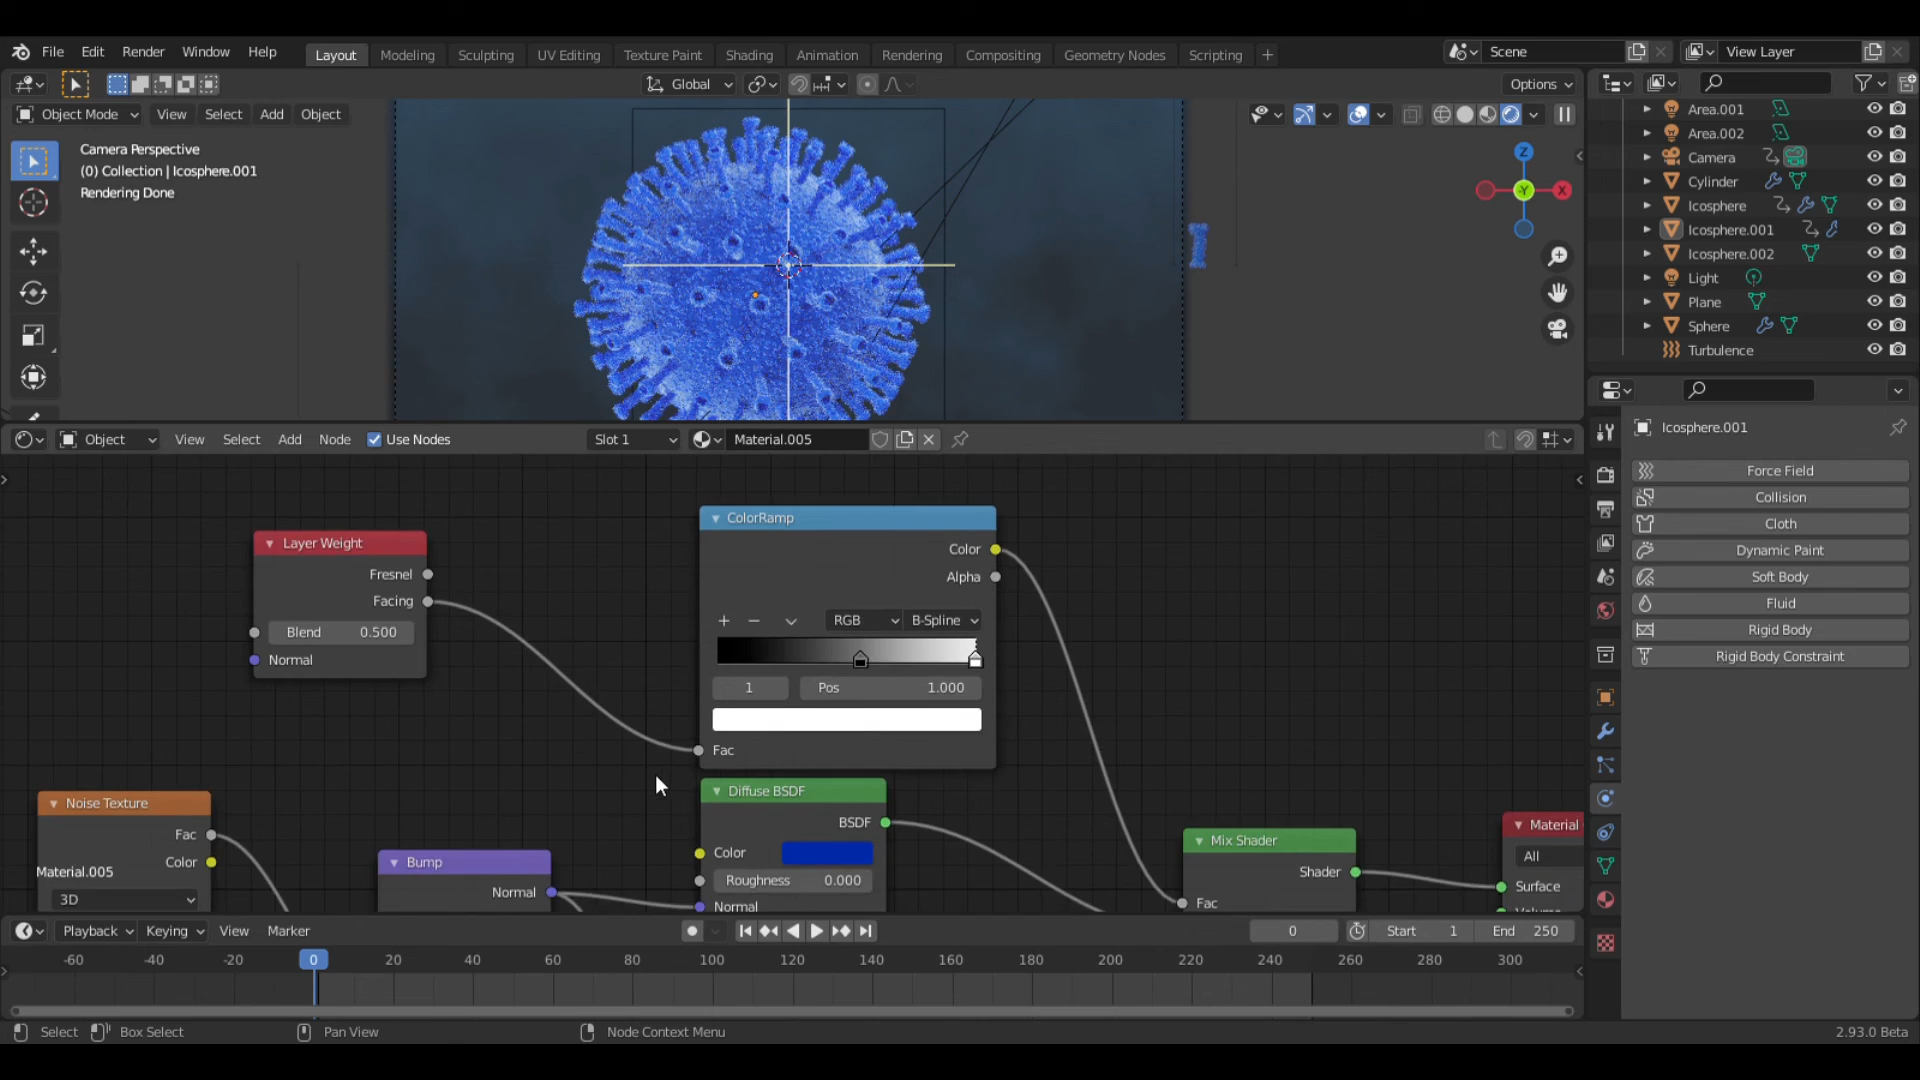 File Edit Render Window Help Layout Modeling Sculpting UV Editing Texture Paint Shading Animation Rendering Compositing Geometry Nodes Scripting + Scene View Layer
Global Options
Object Mode View Select Add Object
Camera Perspective
(0) Collection | Icosphere.001
Rendering Done
Z
Y
X
Area.001
Area.002
Camera
Cylinder
Icosphere
Icosphere.001
Icosphere.002
Light
Plane
Sphere
Turbulence
Object View Select Add Node Use Nodes Slot 1 Material.005
Icosphere.001
Force Field
Collision
Cloth
Dynamic Paint
Soft Body
Fluid
Rigid Body
Rigid Body Constraint
Layer Weight
Fresnel
Facing
Blend 0.500
Normal
ColorRamp
Color
Alpha
RGB B-Spline
1 Pos 1.000
Fac
Noise Texture
Fac
Color
Material.005
3D
Bump
Normal
Diffuse BSDF
BSDF
Color
Roughness 0.000
Normal
Mix Shader
Shader
Fac
Material
All
Surface
Playback Keying View Marker 0 Start 1 End 250
-60 -40 -20 0 20 40 60 80 100 120 140 160 180 200 220 240 260 280 300
Select Box Select Pan View Node Context Menu 2.93.0 Beta